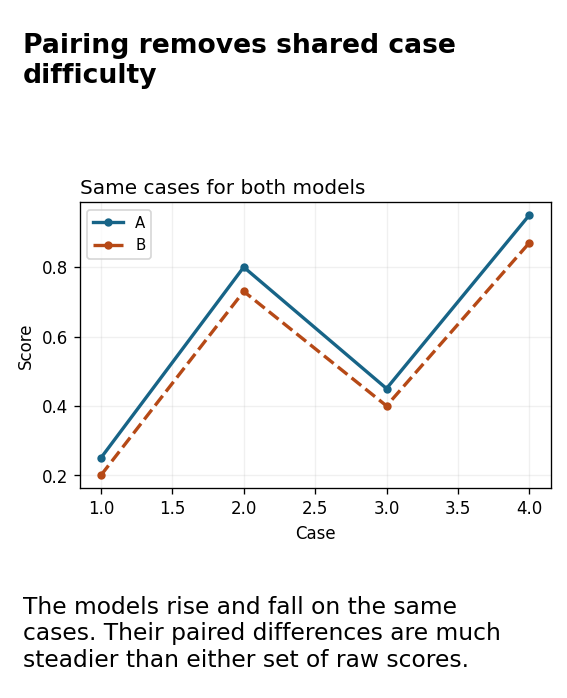 Pairing removes shared case
difficulty
Same cases for both models
A
B
Score
0.8
0.6
0.4
0.2
1.0 1.5 2.0 2.5 3.0 3.5 4.0
Case
The models rise and fall on the same
cases. Their paired differences are much
steadier than either set of raw scores.